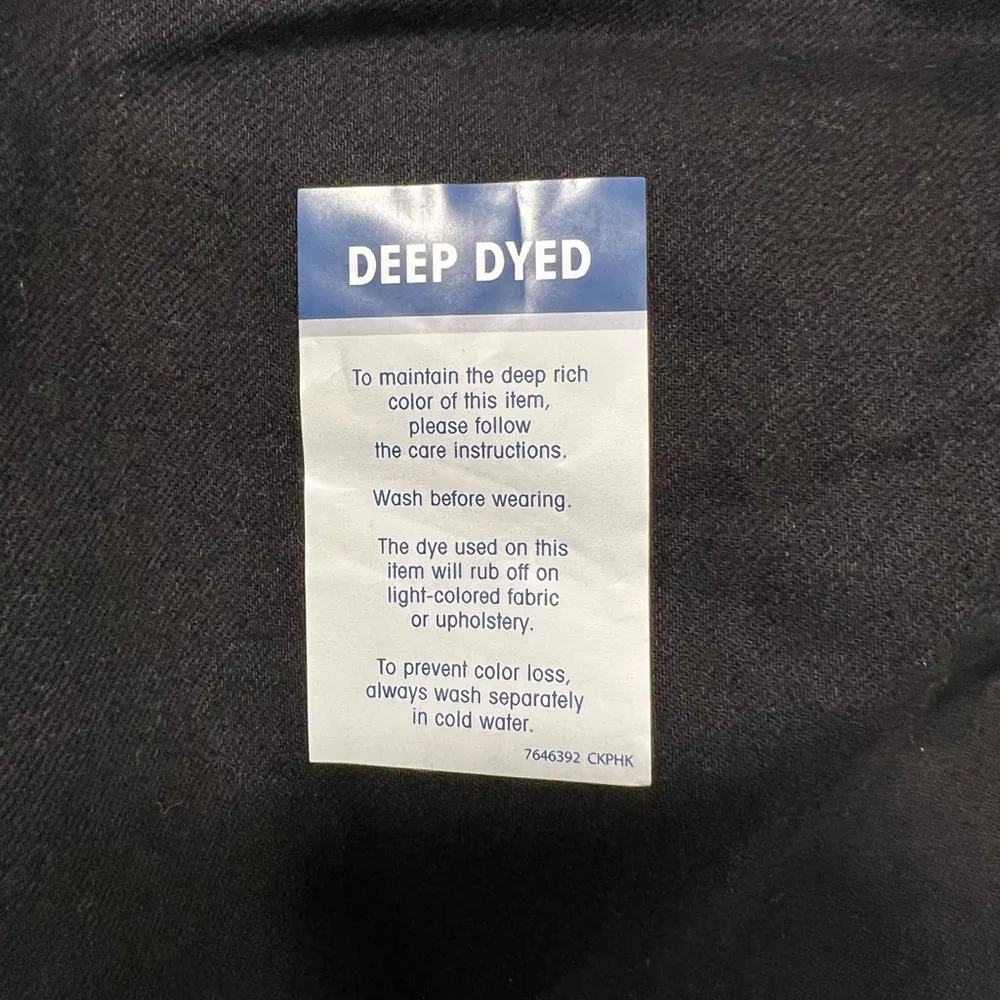 DEEP DYED
To maintain the deep rich
color of this item,
please follow
the care instructions.
Wash before wearing.
The dye used on this
item will rub off on
light-colored fabric
or upholstery.
To prevent color loss,
always wash separately
in cold water.
7646392 CKPHK